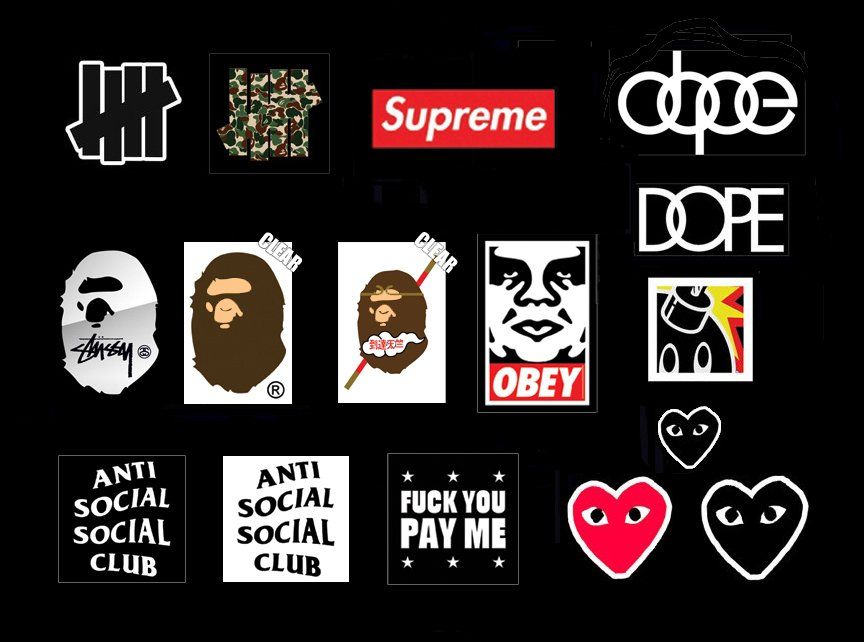 Supreme
dope
DOPE
CLEAR
CLEAR
Stüssy
®
OBEY
ANTI
SOCIAL
SOCIAL
CLUB
ANTI
SOCIAL
SOCIAL
CLUB
FUCK YOU
PAY ME